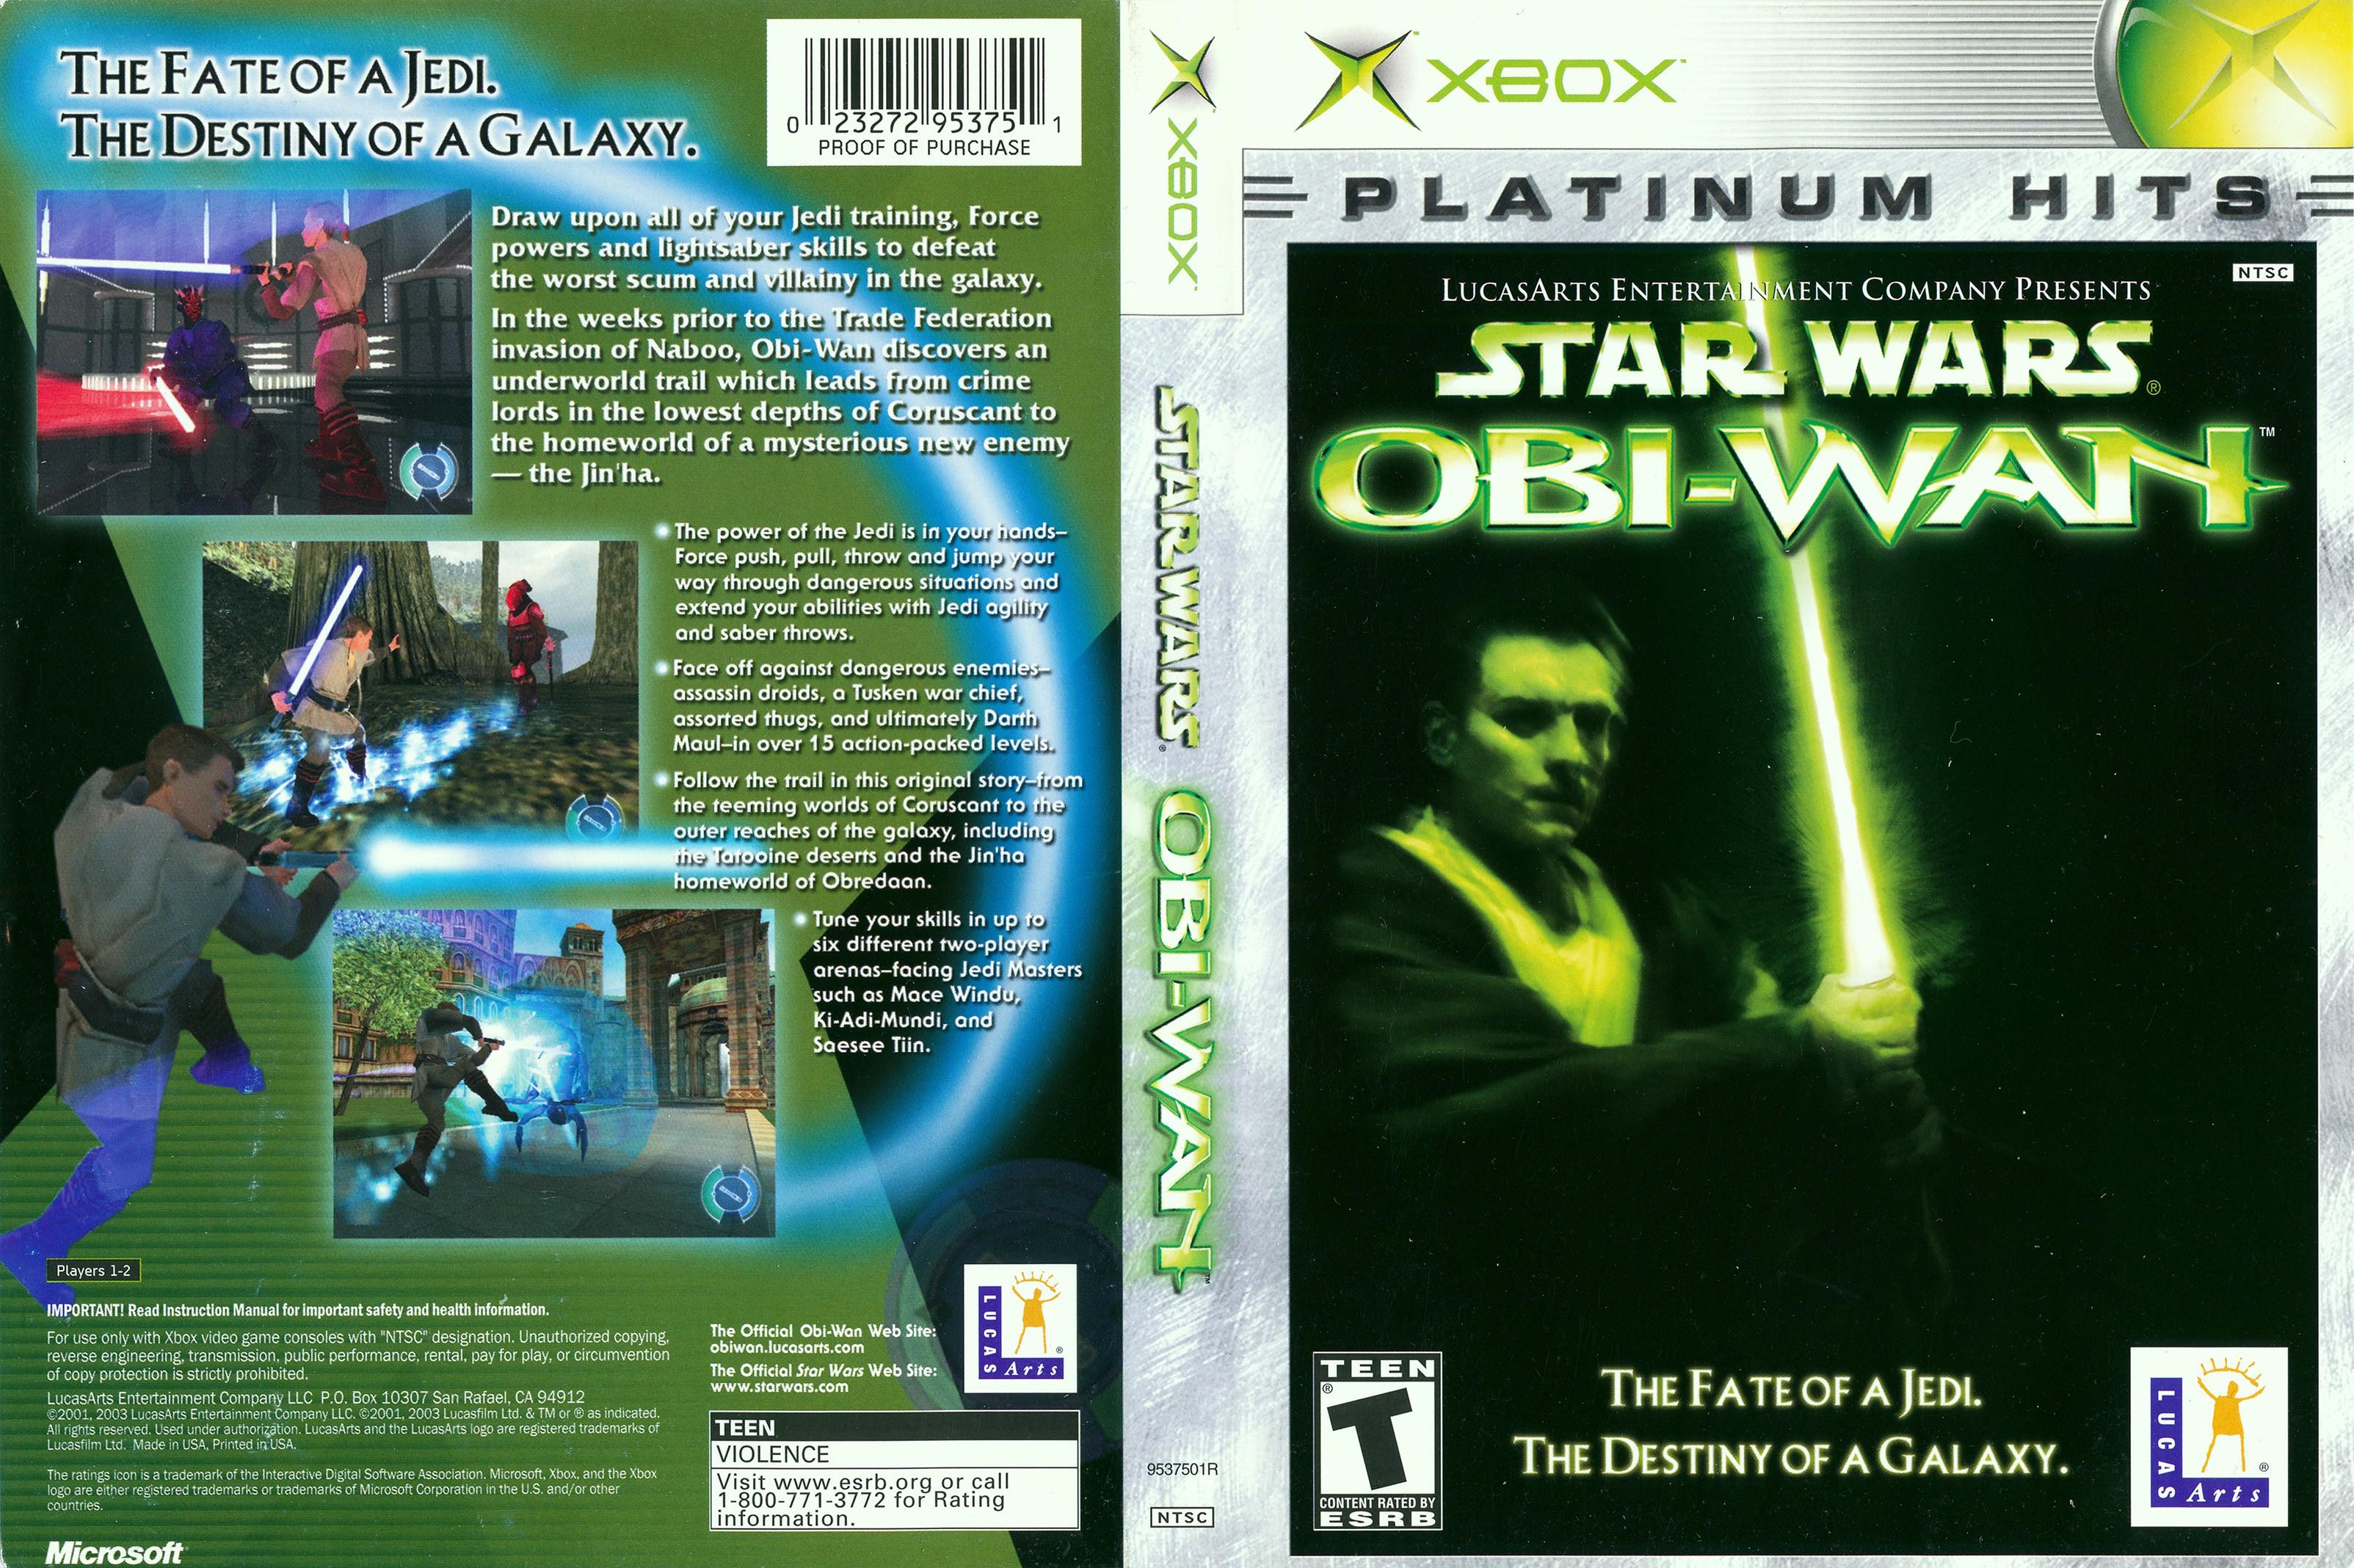 THE FATE OF A JEDI.
THE DESTINY OF A GALAXY.
0 23272 95375 1
PROOF OF PURCHASE
Draw upon all of your Jedi training, Force
powers and lightsaber skills to defeat
the worst scum and villainy in the galaxy.
In the weeks prior to the Trade Federation
invasion of Naboo, Obi-Wan discovers an
underworld trail which leads from crime
lords in the lowest depths of Coruscant to
the homeworld of a mysterious new enemy
— the Jin'ha.
The power of the Jedi is in your hands–
Force push, pull, throw and jump your
way through dangerous situations and
extend your abilities with Jedi agility
and saber throws.
Face off against dangerous enemies–
assassin droids, a Tusken war chief,
assorted thugs, and ultimately Darth
Maul–in over 15 action-packed levels.
Follow the trail in this original story–from
the teeming worlds of Coruscant to the
outer reaches of the galaxy, including
the Tatooine deserts and the Jin'ha
homeworld of Obredaan.
Tune your skills in up to
six different two-player
arenas–facing Jedi Masters
such as Mace Windu,
Ki-Adi-Mundi, and
Saesee Tiin.
Players 1-2
IMPORTANT! Read Instruction Manual for important safety and health information.
For use only with Xbox video game consoles with "NTSC" designation. Unauthorized copying,
reverse engineering, transmission, public performance, rental, pay for play, or circumvention
of copy protection is strictly prohibited.
LucasArts Entertainment Company LLC P.O. Box 10307 San Rafael, CA 94912
©2001, 2003 LucasArts Entertainment Company LLC. ©2001, 2003 Lucasfilm Ltd. & TM or ® as indicated.
All rights reserved. Used under authorization. LucasArts and the LucasArts logo are registered trademarks of
Lucasfilm Ltd. Made in USA, Printed in USA.
The ratings icon is a trademark of the Interactive Digital Software Association. Microsoft, Xbox, and the Xbox
logo are either registered trademarks or trademarks of Microsoft Corporation in the U.S. and/or other
countries.
Microsoft
The Official Obi-Wan Web Site:
obiwan.lucasarts.com
The Official Star Wars Web Site:
www.starwars.com
LUCAS
Arts ®
TEEN
VIOLENCE
Visit www.esrb.org or call
1-800-771-3772 for Rating
information.
XBOX
STAR WARS®
OBI-WAN™
9537501R
NTSC
XBOX™
PLATINUM HITS
NTSC
LUCASARTS ENTERTAINMENT COMPANY PRESENTS
STAR WARS®
OBI-WAN™
THE FATE OF A JEDI.
THE DESTINY OF A GALAXY.
TEEN
® T
CONTENT RATED BY
ESRB
LUCAS
Arts ®